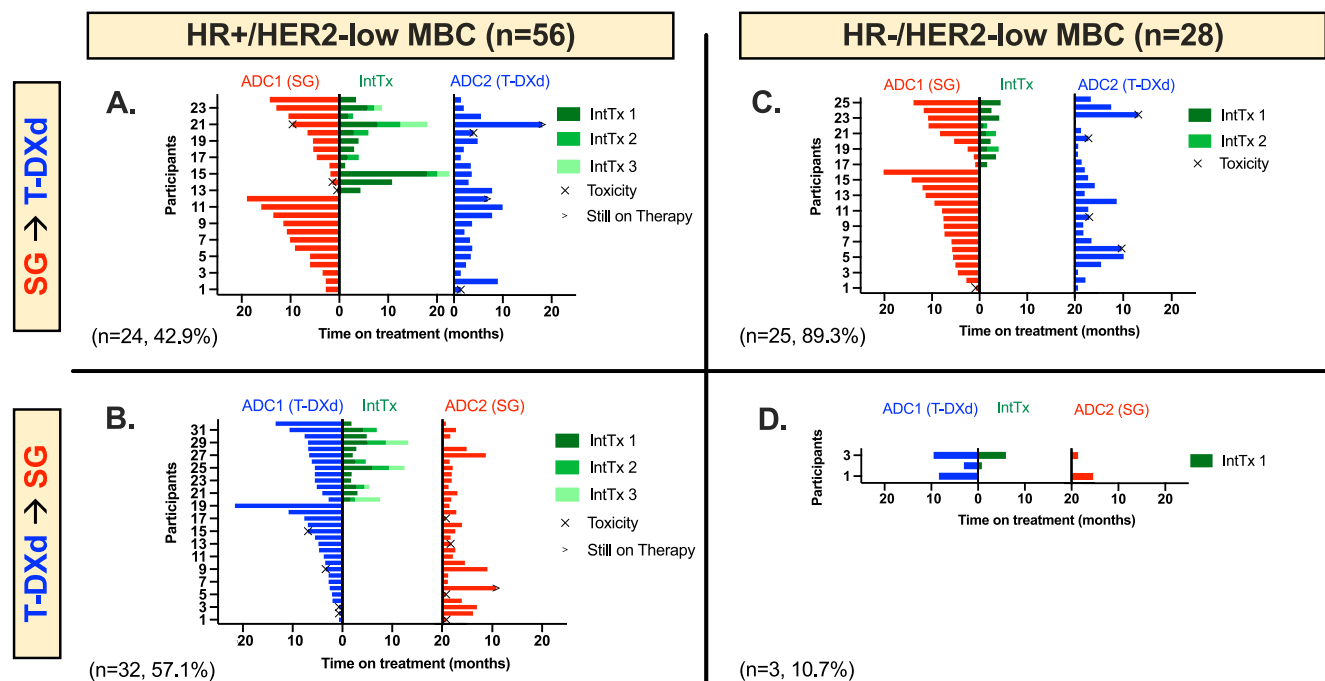 HR+/HER2-low MBC (n=56)
HR-/HER2-low MBC (n=28)
SG → T-DXd
A.
ADC1 (SG)
IntTx
ADC2 (T-DXd)
Participants
23
21
19
17
15
13
11
9
7
5
3
1
20 10 0 10 20 0 10 20
Time on treatment (months)
IntTx 1
IntTx 2
IntTx 3
Toxicity
Still on Therapy
(n=24, 42.9%)
C.
ADC1 (SG)
IntTx
ADC2 (T-DXd)
Participants
25
23
21
19
17
15
13
11
9
7
5
3
1
20 10 0 10 20 10 20
Time on treatment (months)
IntTx 1
IntTx 2
Toxicity
(n=25, 89.3%)
T-DXd → SG
B.
ADC1 (T-DXd)
IntTx
ADC2 (SG)
Participants
31
29
27
25
23
21
19
17
15
13
11
9
7
5
3
1
20 10 0 10 20 10 20
Time on treatment (months)
IntTx 1
IntTx 2
IntTx 3
Toxicity
Still on Therapy
(n=32, 57.1%)
D.
ADC1 (T-DXd)
IntTx
ADC2 (SG)
Participants
3
1
20 10 0 10 20 10 20
Time on treatment (months)
IntTx 1
(n=3, 10.7%)